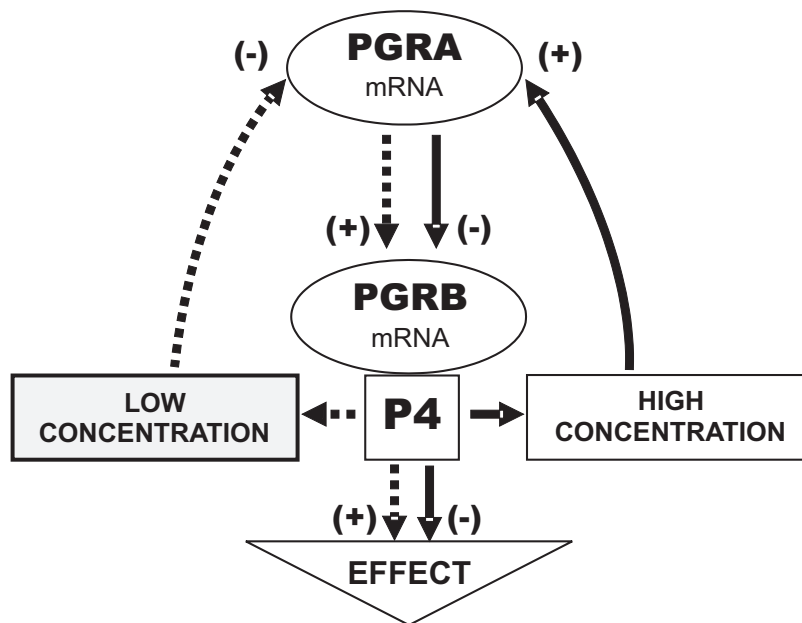 (-)
PGRA
(+)
mRNA
(+)
(-)
PGRB
mRNA
LOW
CONCENTRATION
P4
HIGH
CONCENTRATION
(+)
(-)
EFFECT